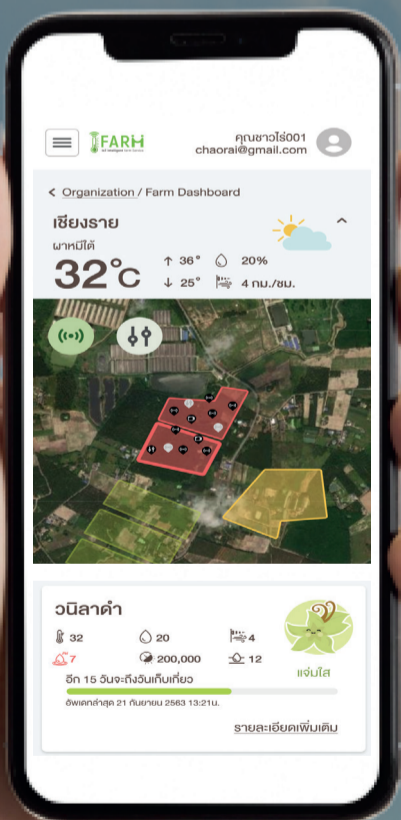 FARM
คุณชาวไร่001
chaorai@gmail.com
< Organization / Farm Dashboard
เชียงราย
ผาหมีใต้
32°C
↑ 36° 20%
↓ 25° 4 กม./ชม.
วนิลาดำ
32 20 4
7 200,000 12
แจ่มใส
อีก 15 วันจะถึงวันเก็บเกี่ยว
อัพเดทล่าสุด 21 กันยายน 2563 13:21น.
รายละเอียดเพิ่มเติม